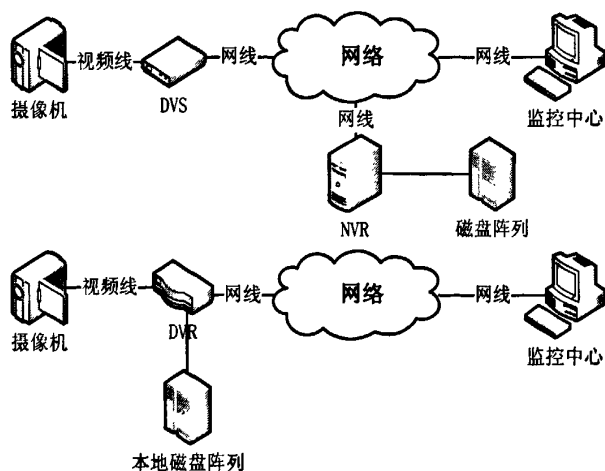 摄像机
视频线
DVS
网线
网络
网线
监控中心
网线
NVR
磁盘阵列
摄像机
视频线
DVR
网线
网络
网线
监控中心
本地磁盘阵列